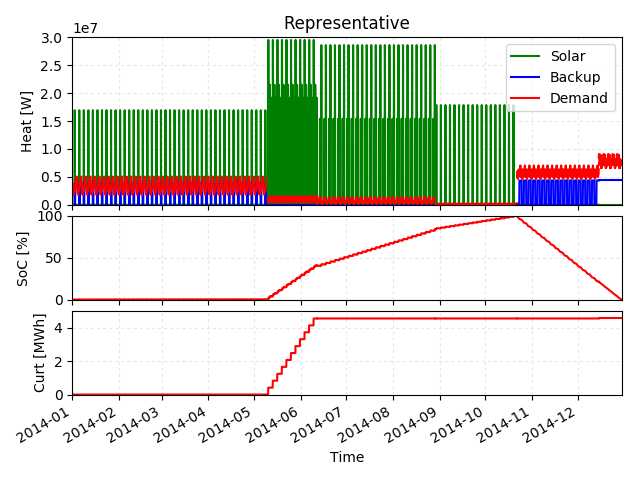 Representative
1e7
Heat [W]
3.0
2.5
2.0
1.5
1.0
0.5
0.0
Solar
Backup
Demand
SoC [%]
100
50
0
Curt [MWh]
4
2
0
2014-01
2014-02
2014-03
2014-04
2014-05
2014-06
2014-07
2014-08
2014-09
2014-10
2014-11
2014-12
Time